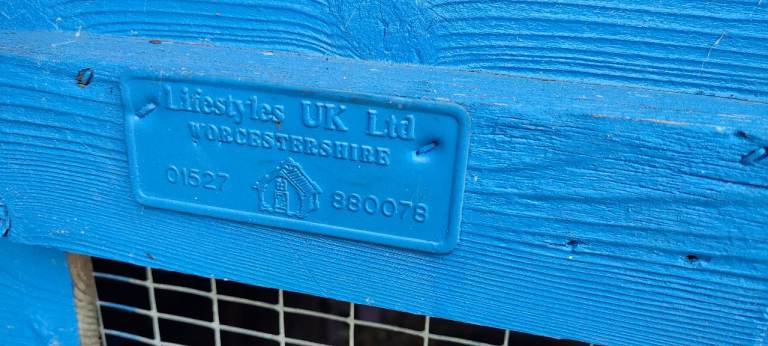 Lifestyles UK Ltd
WORCESTERSHIRE
01527 880078